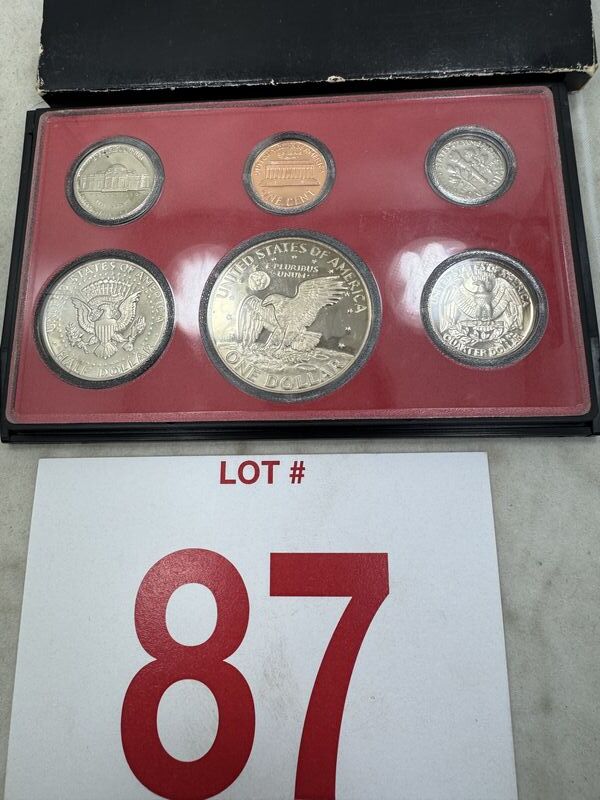 ONE CENT
UNITED STATES OF AMERICA
HALF DOLLAR
UNITED STATES OF AMERICA
E PLURIBUS
UNUM
ONE DOLLAR
QUARTER DOLLAR
LOT #
87